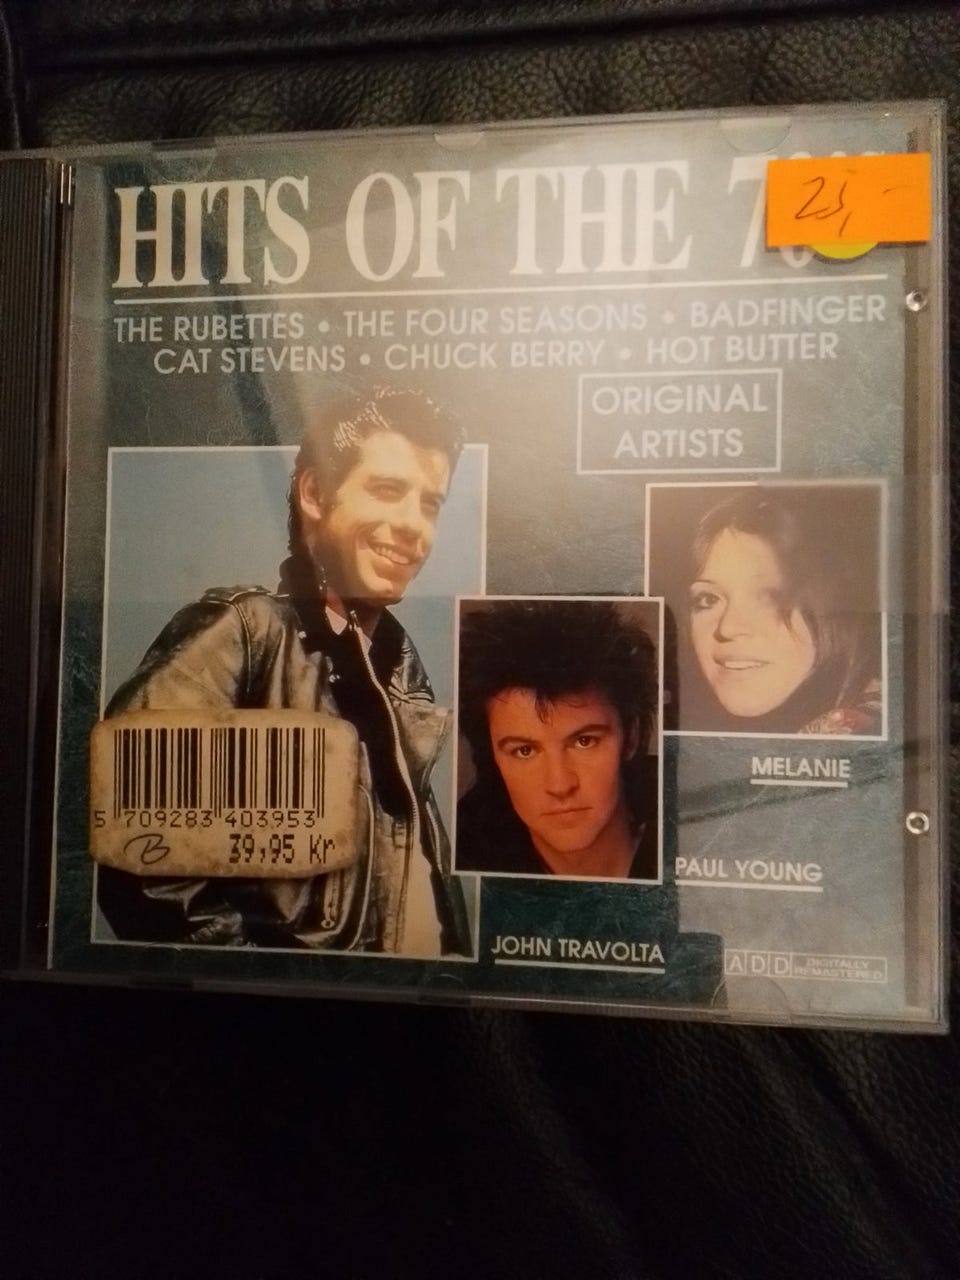 HITS OF THE 70'S
25,-
THE RUBETTES • THE FOUR SEASONS • BADFINGER
CAT STEVENS • CHUCK BERRY • HOT BUTTER
ORIGINAL
ARTISTS
MELANIE
5 709283 403953
B 39,95 Kr
PAUL YOUNG
JOHN TRAVOLTA
ADD DIGITALLY
REMASTERED